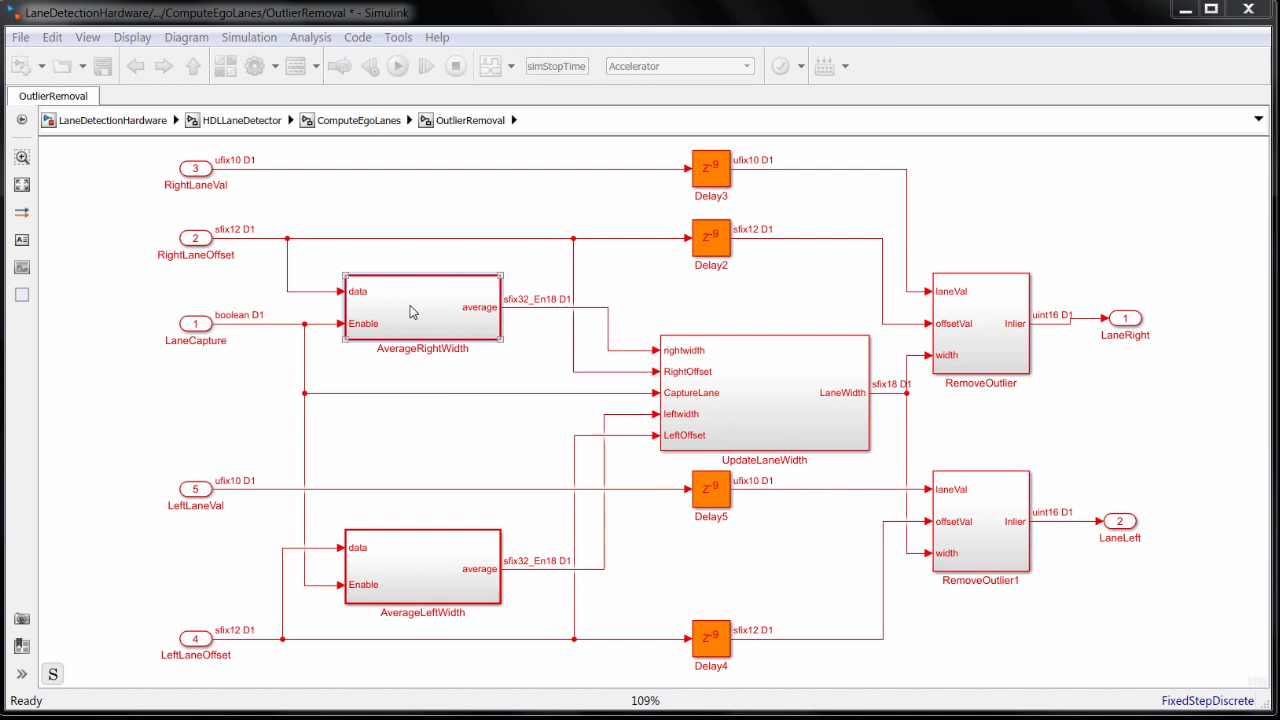 LaneDetectionHardware/.../ComputeEgoLanes/OutlierRemoval * - Simulink
File Edit View Display Diagram Simulation Analysis Code Tools Help
simStopTime Accelerator
OutlierRemoval
LaneDetectionHardware HDLLaneDetector ComputeEgoLanes OutlierRemoval
3 ufix10 D1
RightLaneVal
Z-9 ufix10 D1
Delay3
2 sfix12 D1
RightLaneOffset
Z-9 sfix12 D1
Delay2
data
Enable
average
sfix32_En18 D1
AverageRightWidth
1 boolean D1
LaneCapture
rightwidth
RightOffset
CaptureLane
leftwidth
LeftOffset
LaneWidth
sfix18 D1
UpdateLaneWidth
laneVal
offsetVal
width
Inlier
uint16 D1
1
LaneRight
RemoveOutlier
5 ufix10 D1
LeftLaneVal
Z-9 ufix10 D1
Delay5
laneVal
offsetVal
width
Inlier
uint16 D1
2
LaneLeft
RemoveOutlier1
data
Enable
average
sfix32_En18 D1
AverageLeftWidth
4 sfix12 D1
LeftLaneOffset
Z-9 sfix12 D1
Delay4
S
Ready 109% FixedStepDiscrete